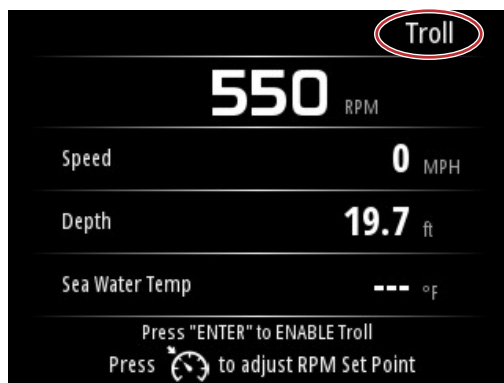 Troll
550 RPM
Speed 0 MPH
Depth 19.7 ft
Sea Water Temp --- °F
Press "ENTER" to ENABLE Troll
Press to adjust RPM Set Point